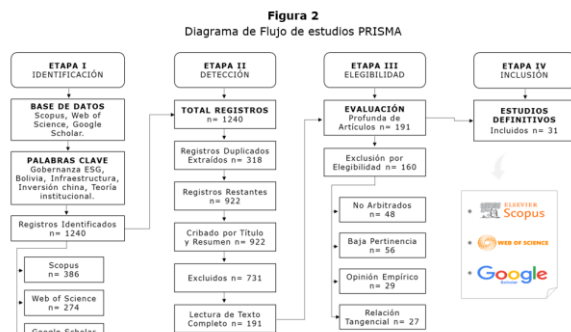 Figura 2
Diagrama de Flujo de estudios PRISMA
ETAPA I
IDENTIFICACIÓN
BASE DE DATOS
Scopus, Web of
Science, Google
Scholar.
PALABRAS CLAVE
Gobernanza ESG,
Bolivia, Infraestructura,
Inversión china, Teoría
institucional.
Registros Identificados
n= 1240
Scopus
n= 386
Web of Science
n= 274
Google Scholar
ETAPA II
DETECCIÓN
TOTAL REGISTROS
n= 1240
Registros Duplicados
Extraídos n= 318
Registros Restantes
n= 922
Cribado por Título
y Resumen n= 922
Excluidos n= 731
Lectura de Texto
Completo n= 191
ETAPA III
ELEGIBILIDAD
EVALUACIÓN
Profunda de
Artículos n= 191
Exclusión por
Elegibilidad n= 160
No Arbitrados
n= 48
Baja Pertinencia
n= 56
Opinión Empírico
n= 29
Relación
Tangencial n= 27
ETAPA IV
INCLUSIÓN
ESTUDIOS
DEFINITIVOS
Incluidos n= 31
ELSEVIER
Scopus
WEB OF SCIENCE
Google